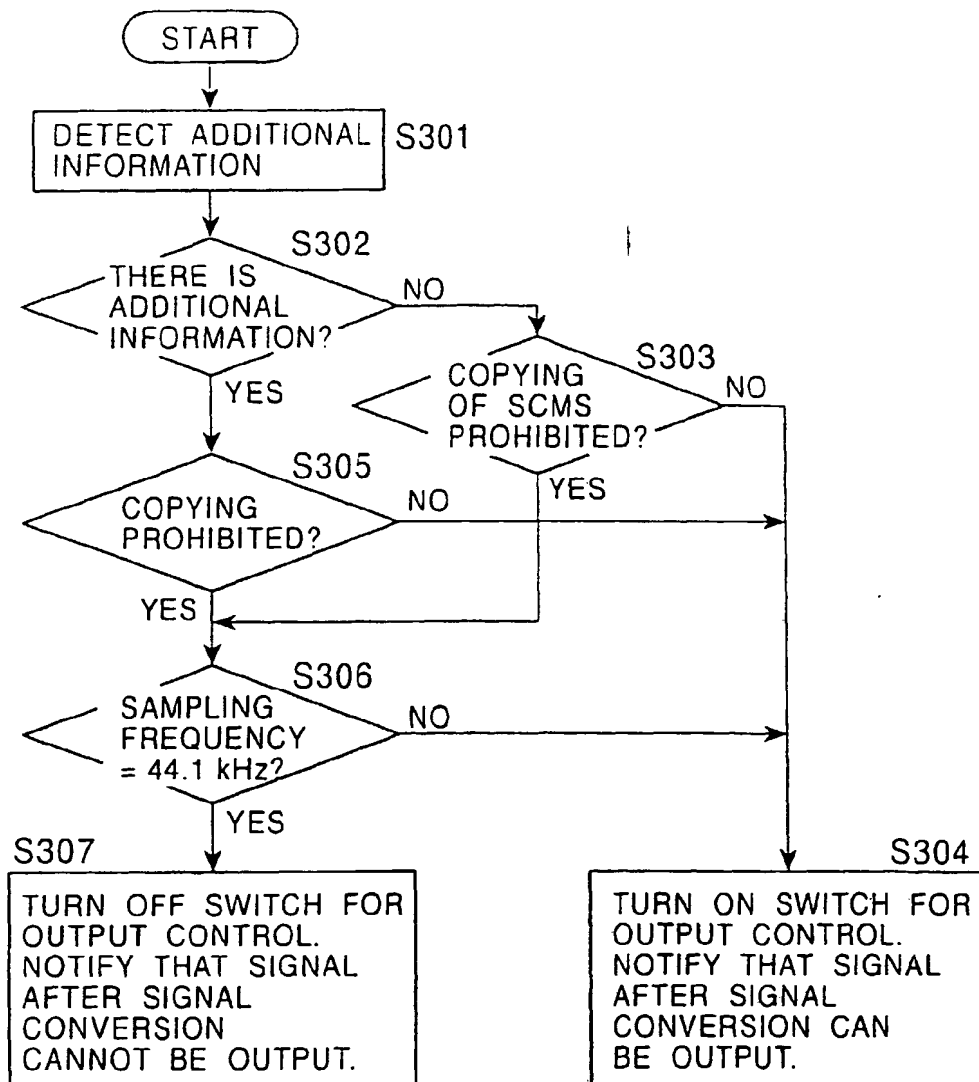 START
DETECT ADDITIONAL
INFORMATION
S301
S302
THERE IS
ADDITIONAL
INFORMATION?
NO
YES
S303
COPYING
OF SCMS
PROHIBITED?
NO
YES
S305
COPYING
PROHIBITED?
NO
YES
S306
SAMPLING
FREQUENCY
= 44.1 kHz?
NO
YES
S307
TURN OFF SWITCH FOR
OUTPUT CONTROL.
NOTIFY THAT SIGNAL
AFTER SIGNAL
CONVERSION
CANNOT BE OUTPUT.
S304
TURN ON SWITCH FOR
OUTPUT CONTROL.
NOTIFY THAT SIGNAL
AFTER SIGNAL
CONVERSION CAN
BE OUTPUT.